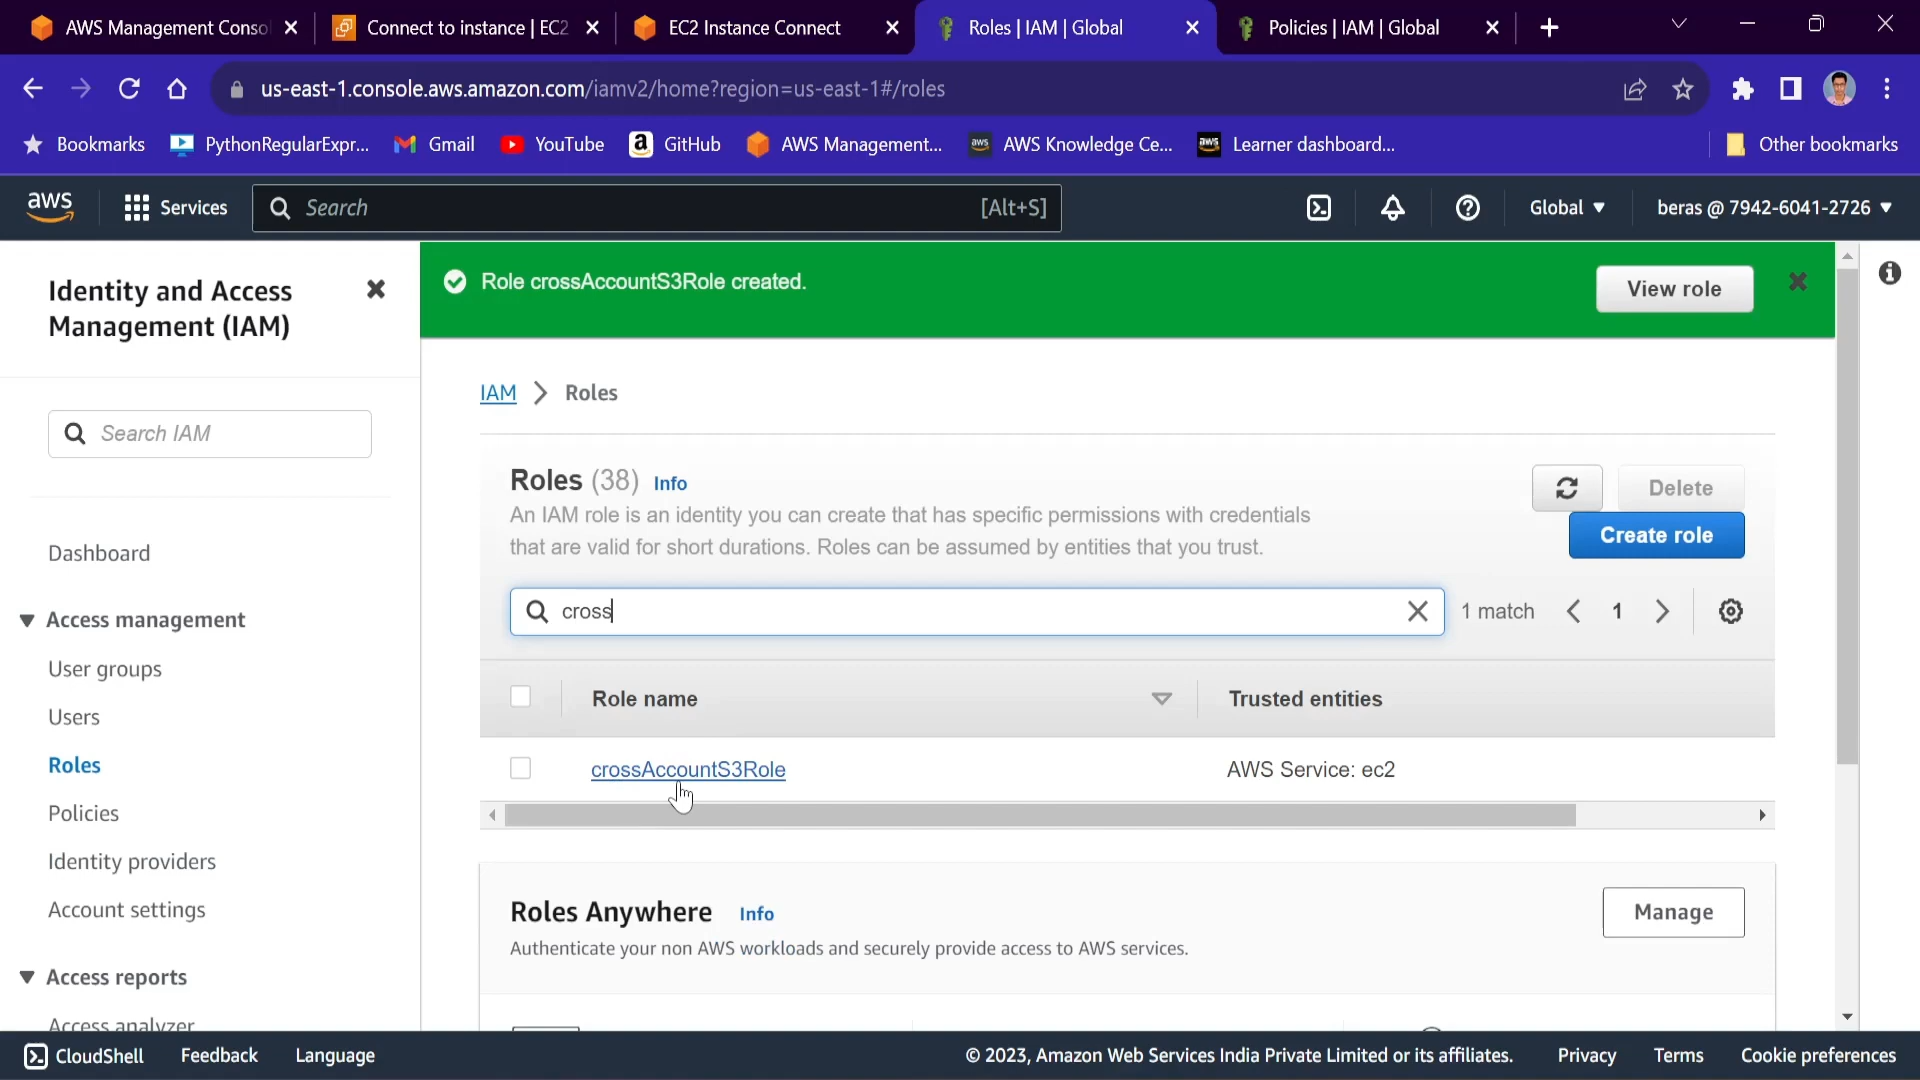 AWS Management Conso
Connect to instance | EC2
EC2 Instance Connect
Roles | IAM | Global
Policies | IAM | Global
us-east-1.console.aws.amazon.com/iamv2/home?region=us-east-1#/roles
Bookmarks
PythonRegularExpr...
Gmail
YouTube
GitHub
AWS Management...
AWS Knowledge Ce...
Learner dashboard...
Other bookmarks
aws
Services
Search
[Alt+S]
Global
beras @ 7942-6041-2726
Identity and Access
Management (IAM)
Search IAM
Dashboard
Access management
User groups
Users
Roles
Policies
Identity providers
Account settings
Access reports
Access analyzer
Role crossAccountS3Role created.
View role
IAM > Roles
Roles (38) Info
An IAM role is an identity you can create that has specific permissions with credentials
that are valid for short durations. Roles can be assumed by entities that you trust.
Delete
Create role
cross
1 match
1
Role name
Trusted entities
crossAccountS3Role
AWS Service: ec2
Roles Anywhere Info
Authenticate your non AWS workloads and securely provide access to AWS services.
Manage
CloudShell
Feedback
Language
© 2023, Amazon Web Services India Private Limited or its affiliates.
Privacy
Terms
Cookie preferences